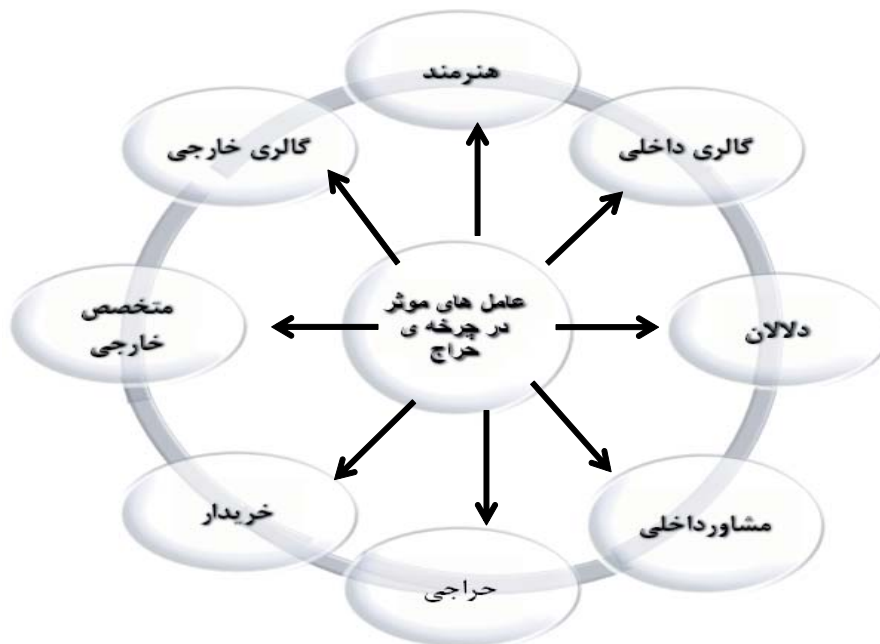 هنرمند
گالری خارجی
گالری داخلی
عامل های موثر
در چرخه ی
حراج
متخصص
خارجی
دلالان
خریدار
مشاورداخلی
حراجی